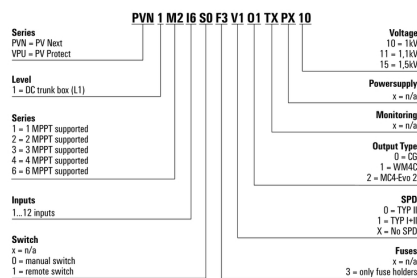 PVN 1 M2 I6 S0 F3 V1 O1 TX PX 10
Series
PVN = PV Next
VPU = PV Protect
Level
1 = DC trunk box (L1)
Series
1 = 1 MPPT supported
2 = 2 MPPT supported
3 = 3 MPPT supported
4 = 4 MPPT supported
6 = 6 MPPT supported
Inputs
1...12 inputs
Switch
x = n/a
0 = manual switch
1 = remote switch
Voltage
10 = 1kV
11 = 1,1kV
15 = 1,5kV
Powersupply
x = n/a
Monitoring
x = n/a
Output Type
0 = CG
1 = WM4C
2 = MC4-Evo 2
SPD
0 = TYP II
1 = TYP I+II
X = No SPD
Fuses
x = n/a
3 = only fuse holders